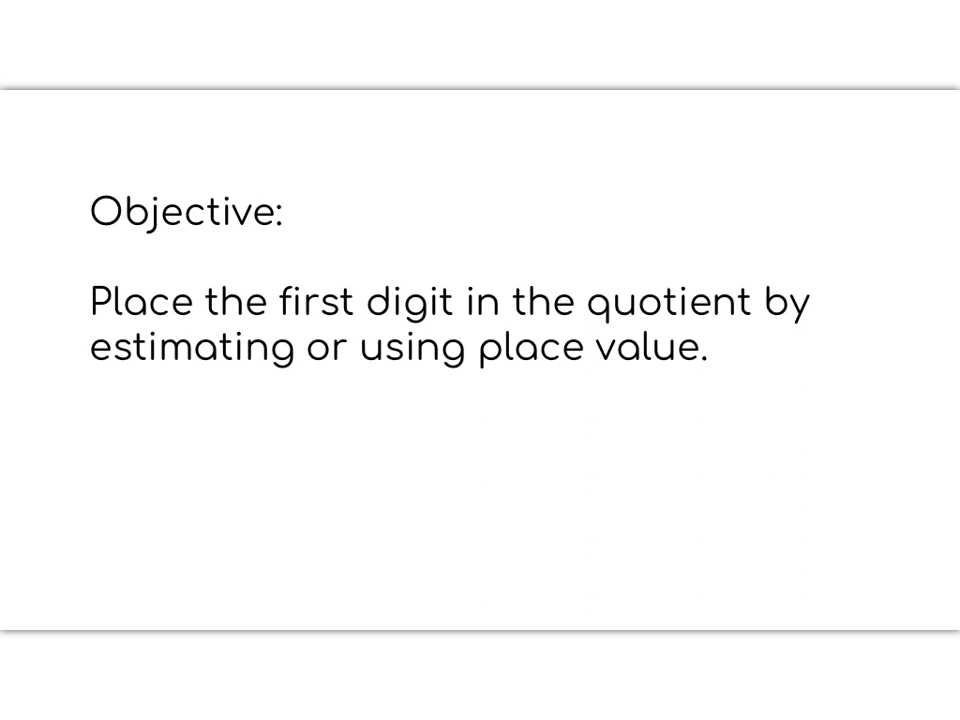 Objective:
Place the first digit in the quotient by
estimating or using place value.